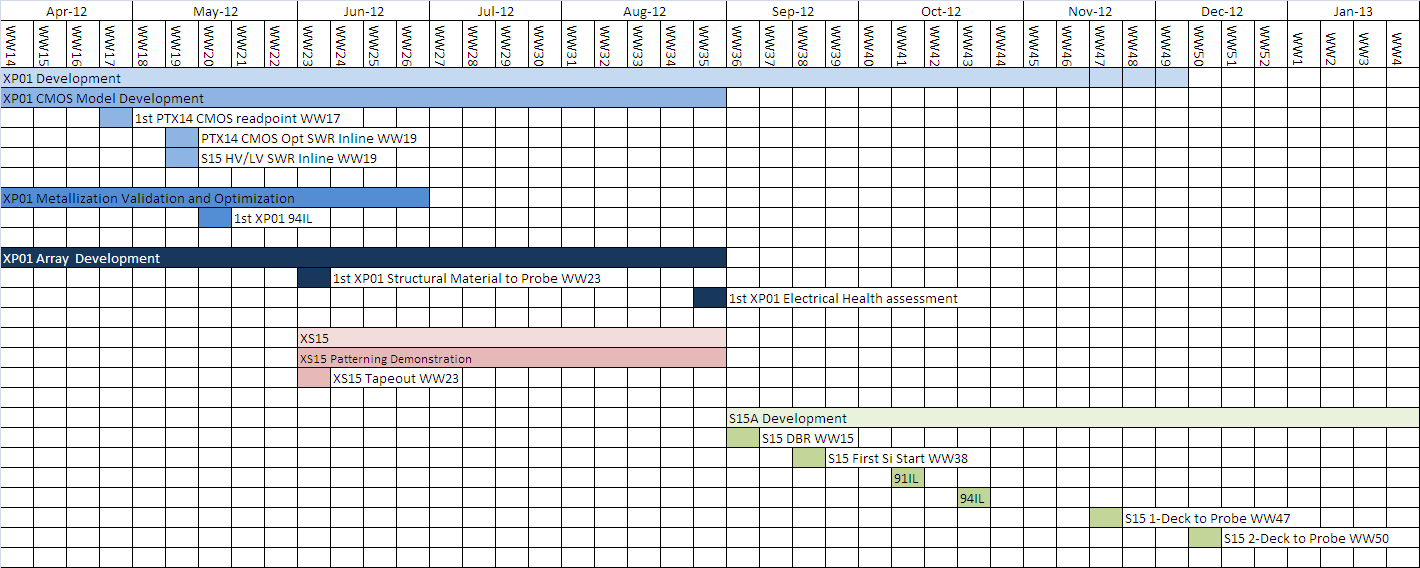 Apr-12 May-12 Jun-12 Jul-12 Aug-12 Sep-12 Oct-12 Nov-12 Dec-12 Jan-13
WW14 WW15 WW16 WW17 WW18 WW19 WW20 WW21 WW22 WW23 WW24 WW25 WW26 WW27 WW28 WW29 WW30 WW31 WW32 WW33 WW34 WW35 WW36 WW37 WW38 WW39 WW40 WW41 WW42 WW43 WW44 WW45 WW46 WW47 WW48 WW49 WW50 WW51 WW52 WW1 WW2 WW3 WW4
XP01 Development
XP01 CMOS Model Development
1st PTX14 CMOS readpoint WW17
PTX14 CMOS Opt SWR Inline WW19
S15 HV/LV SWR Inline WW19
XP01 Metallization Validation and Optimization
1st XP01 94IL
XP01 Array Development
1st XP01 Structural Material to Probe WW23
1st XP01 Electrical Health assessment
XS15
XS15 Patterning Demonstration
XS15 Tapeout WW23
S15A Development
S15 DBR WW15
S15 First Si Start WW38
91IL
94IL
S15 1-Deck to Probe WW47
S15 2-Deck to Probe WW50